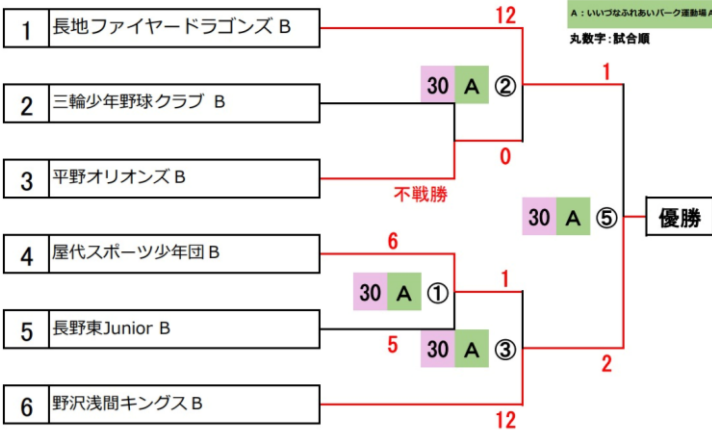 A：いいづなふれあいパーク運動場A
丸数字：試合順
1 長地ファイヤードラゴンズ B
12
1
30 A ②
2 三輪少年野球クラブ B
0
3 平野オリオンズ B
不戦勝
30 A ⑤
優勝
4 屋代スポーツ少年団 B
6
1
30 A ①
5 長野東Junior B
5
30 A ③
2
6 野沢浅間キングス B
12